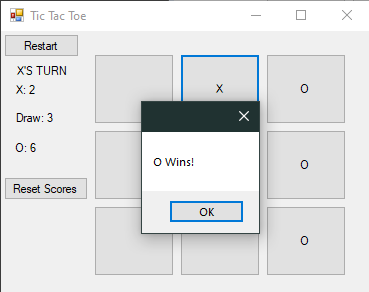 Tic Tac Toe
Restart
X'S TURN
X: 2
Draw: 3
O: 6
Reset Scores
X
O
O
O
O Wins!
OK